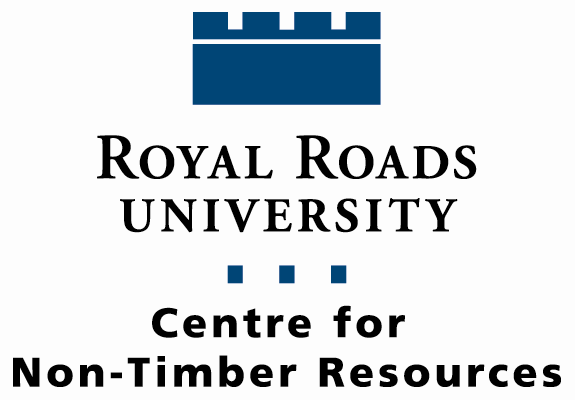 ROYAL ROADS
UNIVERSITY
Centre for
Non-Timber Resources